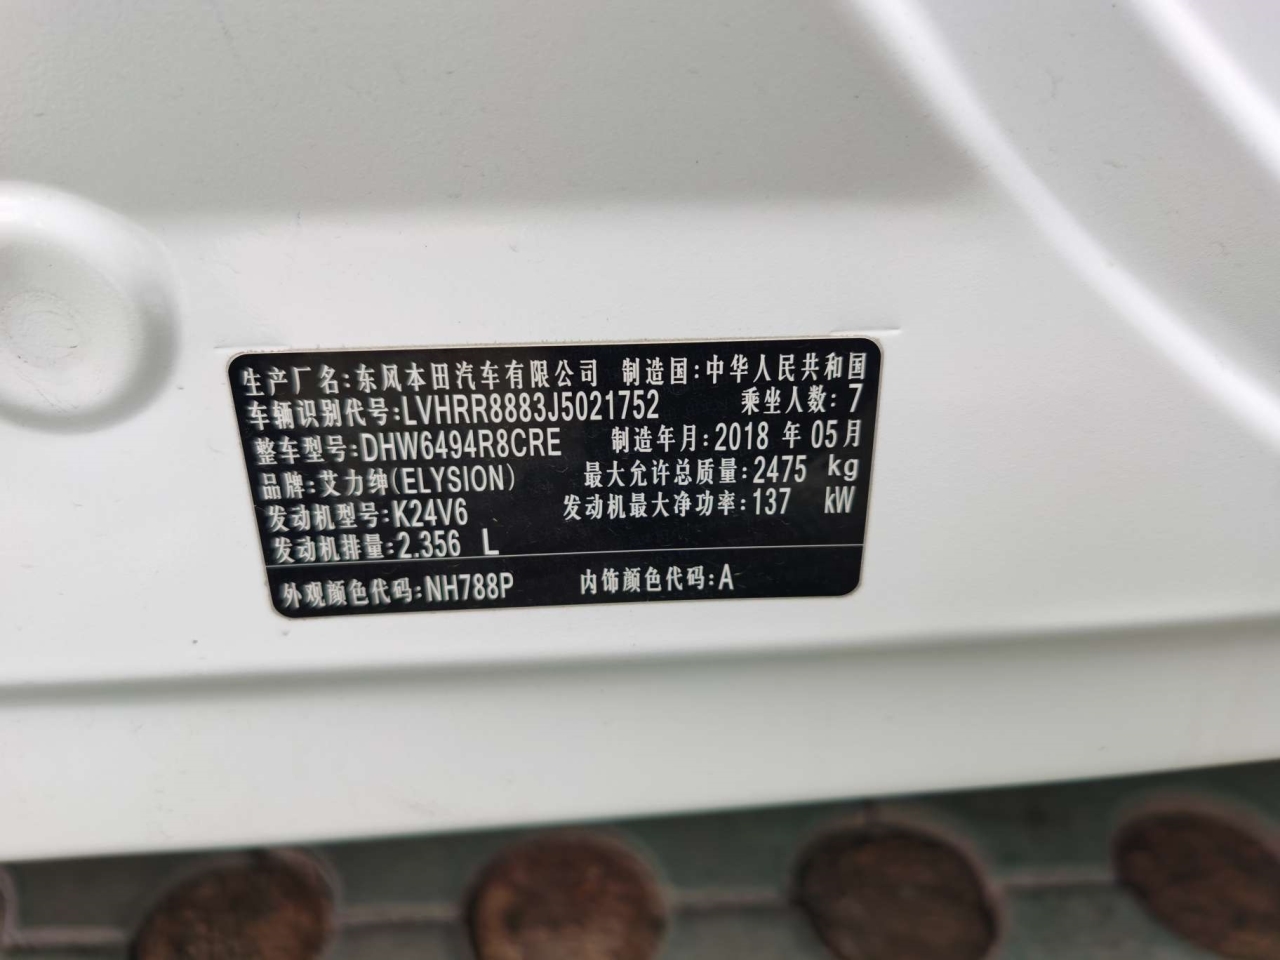 生产厂名:东风本田汽车有限公司 制造国:中华人民共和国
车辆识别代号:LVHRR8883J5021752 乘坐人数:7
整车型号:DHW6494R8CRE 制造年月:2018 年 05月
品牌:艾力绅(ELYSION) 最大允许总质量:2475 kg
发动机型号:K24V6 发动机最大净功率:137 kW
发动机排量:2.356 L
外观颜色代码:NH788P 内饰颜色代码:A